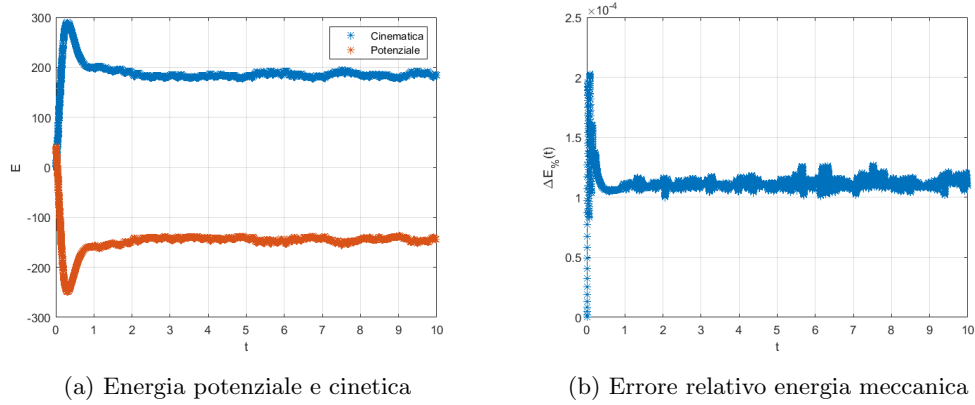 300
200
100
0
-100
-200
-300
E
0 1 2 3 4 5 6 7 8 9 10
t
Cinematica
Potenziale
(a) Energia potenziale e cinetica
×10⁻⁴
2.5
2
1.5
1
0.5
0
ΔE%(t)
0 1 2 3 4 5 6 7 8 9 10
t
(b) Errore relativo energia meccanica